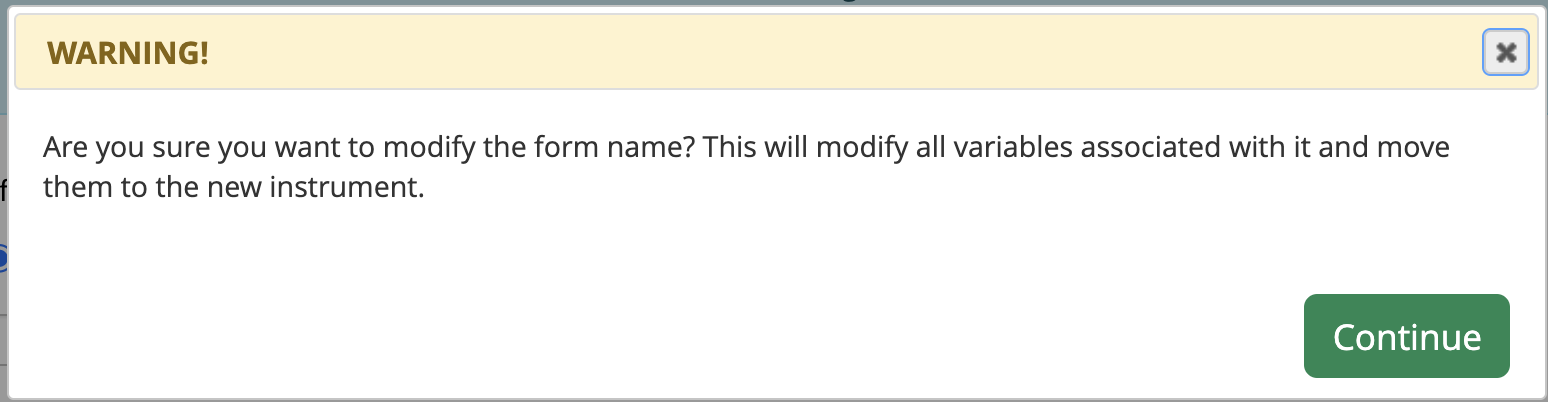 WARNING!
Are you sure you want to modify the form name? This will modify all variables associated with it and move
them to the new instrument.
Continue